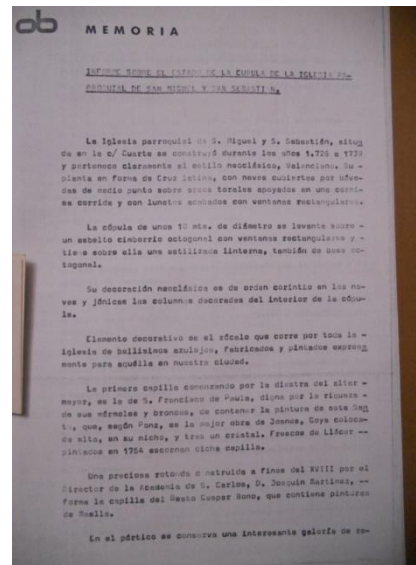 ab MEMORIA
INFORME SOBRE EL ESTADO DE LA CUPULA DE LA IGLESIA PA-
RROQUIAL DE SAN MIGUEL Y SAN SEBASTIAN.
La Iglesia parroquial de S. Miguel y S. Sebastián, situa
da en la c/ Cuarte se construyó durante los años 1.726 a
y pertenece claramente al estilo neoclásico, Valenciano. Su
planta en forma de Cruz latina, con naves cubiertas por bóve-
das de medio punto sobre arcos torales apoyados en una corni-
sa corrida y con lunetos acabados con ventanas rectangulares.
La cúpula de unos 10 mts. de diámetro se levanta sobre -
un esbelto cimborrio octogonal con ventanas rectangulares y -
tiene sobre ella una estilizada linterna, también de base oc-
togonal.
Su decoración neoclásica es de orden corintio en las na-
ves y jónicas las columnas decoradas del interior de la cúpu-
la.
Elemento decorativo es el zócalo que corre por toda la -
iglesia de bellísimos azulejos, fabricados y pintados expresa
mente para aquélla en nuestra ciudad.
La primera capilla comenzando por la diestra del altar -
mayor, es la de S. Francisco de Paula, digna por la riqueza -
de sus mármoles y bronces, de contener la pintura de este San
to, que, según Ponz, es la mejor obra de Joanes, Goya coloca-
da alta, en su nicho, y tras un cristal. Frescos de Llácer --
pintados en 1764 exornan dicha capilla.
Una preciosa rotonda construida a fines del XVIII por el
Director de la Academia de S. Carlos, D. Joaquín Martínez, --
forma la capilla del Beato Gaspar Bono, que contiene pinturas
de
En el pórtico se conserva una interesante galería de re-